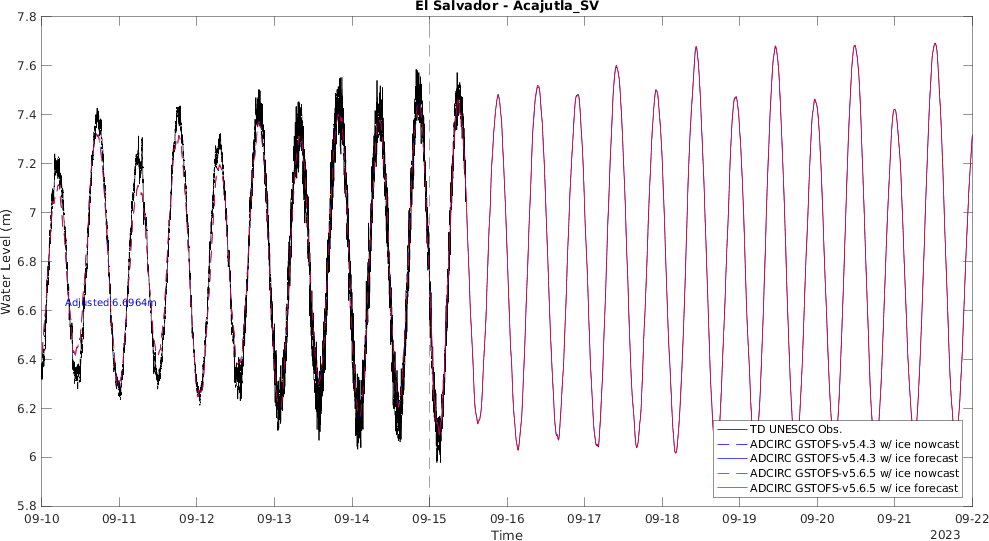 El Salvador - Acajutla_SV
7.8
7.6
7.4
7.2
7
6.8
6.6
6.4
6.2
6
5.8
Water Level (m)
Adjusted 6.6964m
TD UNESCO Obs.
ADCIRC GSTOFS-v5.4.3 w/ ice nowcast
ADCIRC GSTOFS-v5.4.3 w/ ice forecast
ADCIRC GSTOFS-v5.6.5 w/ ice nowcast
ADCIRC GSTOFS-v5.6.5 w/ ice forecast
09-10 09-11 09-12 09-13 09-14 09-15 09-16 09-17 09-18 09-19 09-20 09-21 09-22
Time
2023